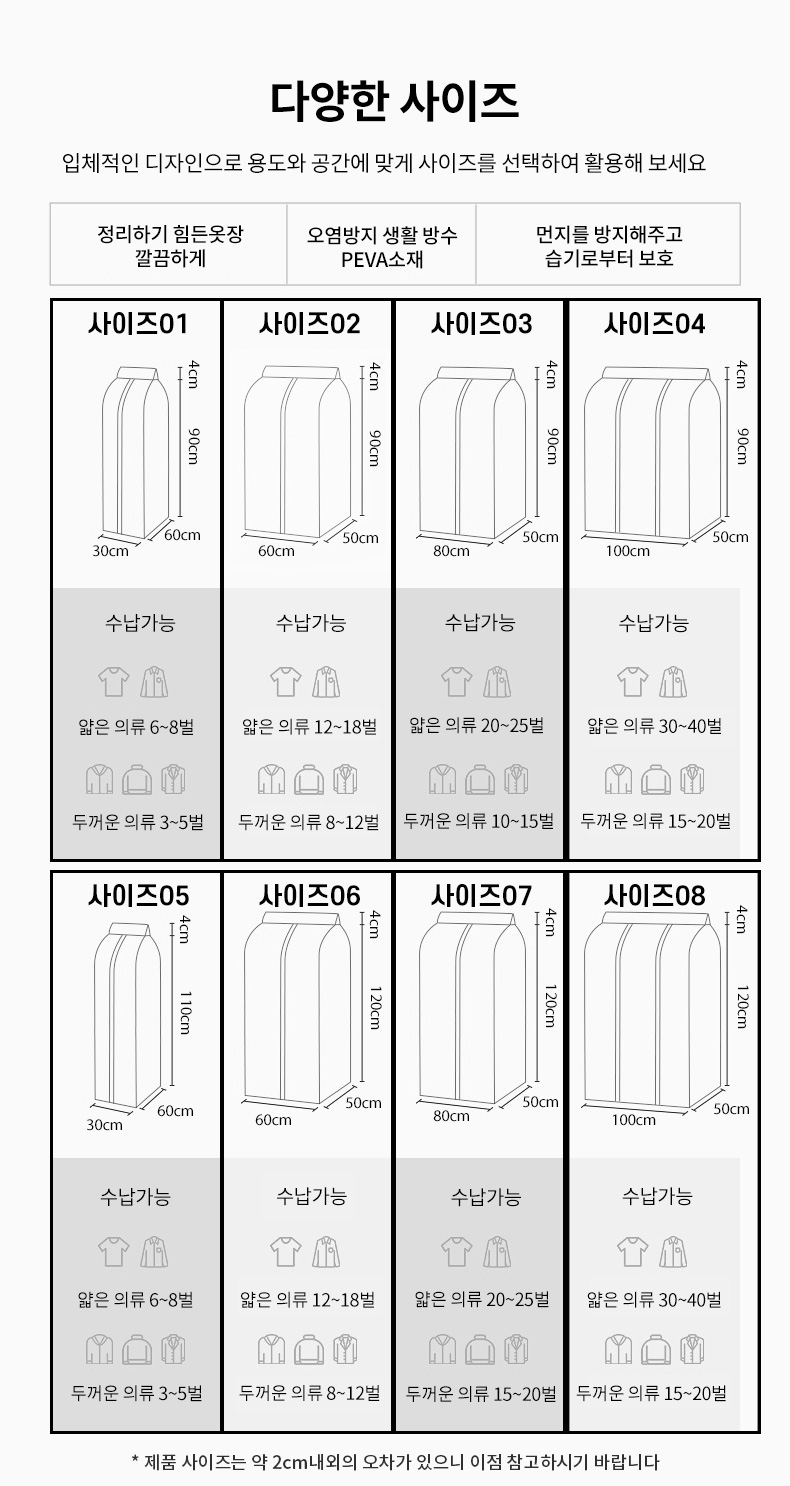 다양한 사이즈
입체적인 디자인으로 용도와 공간에 맞게 사이즈를 선택하여 활용해 보세요
정리하기 힘든옷장
깔끔하게
오염방지 생활 방수
PEVA소재
먼지를 방지해주고
습기로부터 보호
사이즈01
4cm
90cm
60cm
30cm
수납가능
얇은 의류 6~8벌
두꺼운 의류 3~5벌
사이즈02
4cm
90cm
50cm
60cm
수납가능
얇은 의류 12~18벌
두꺼운 의류 8~12벌
사이즈03
4cm
90cm
50cm
80cm
수납가능
얇은 의류 20~25벌
두꺼운 의류 10~15벌
사이즈04
4cm
90cm
50cm
100cm
수납가능
얇은 의류 30~40벌
두꺼운 의류 15~20벌
사이즈05
4cm
110cm
60cm
30cm
수납가능
얇은 의류 6~8벌
두꺼운 의류 3~5벌
사이즈06
4cm
120cm
50cm
60cm
수납가능
얇은 의류 12~18벌
두꺼운 의류 8~12벌
사이즈07
4cm
120cm
50cm
80cm
수납가능
얇은 의류 20~25벌
두꺼운 의류 15~20벌
사이즈08
4cm
120cm
50cm
100cm
수납가능
얇은 의류 30~40벌
두꺼운 의류 15~20벌
* 제품 사이즈는 약 2cm내외의 오차가 있으니 이점 참고하시기 바랍니다